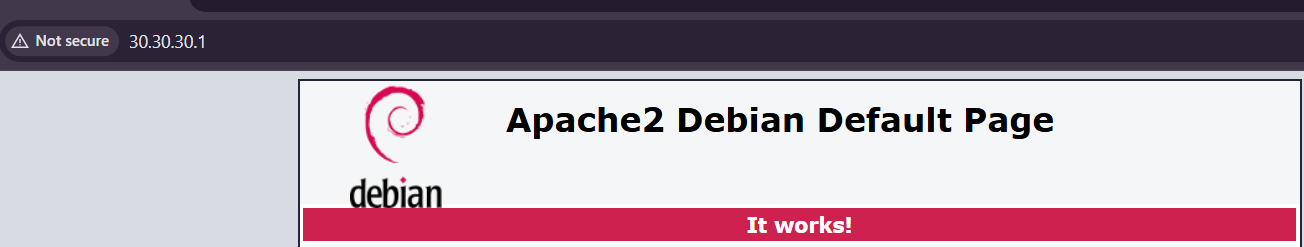 Not secure 30.30.30.1
Apache2 Debian Default Page
debian
It works!